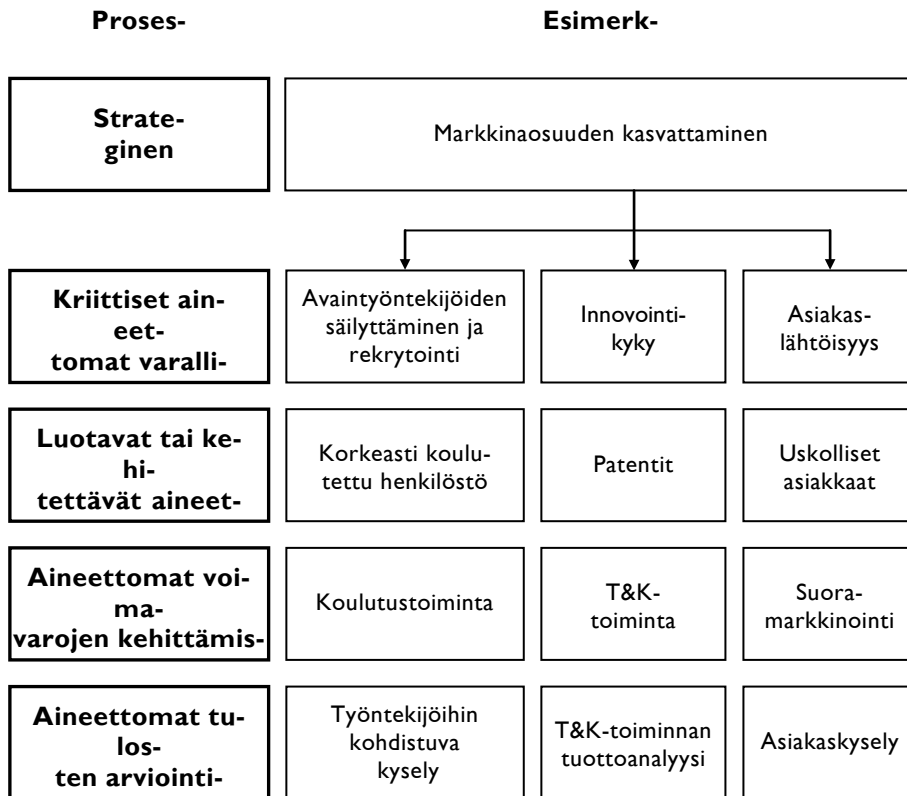 Proses-
Esimerk-
Strate-
ginen
Markkinaosuuden kasvattaminen
Kriittiset ain-
eet-
tomat varalli-
Avaintyöntekijöiden
säilyttäminen ja
rekrytointi
Innovointi-
kyky
Asiakas-
lähtöisyys
Luotavat tai ke-
hi-
tettävät aineet-
Korkeasti koulu-
tettu henkilöstö
Patentit
Uskolliset
asiakkaat
Aineettomat voi-
ma-
varojen kehittämis-
Koulutustoiminta
T&K-
toiminta
Suora-
markkinointi
Aineettomat tu-
los-
ten arviointi-
Työntekijöihin
kohdistuva
kysely
T&K-toiminnan
tuottoanalyysi
Asiakaskysely